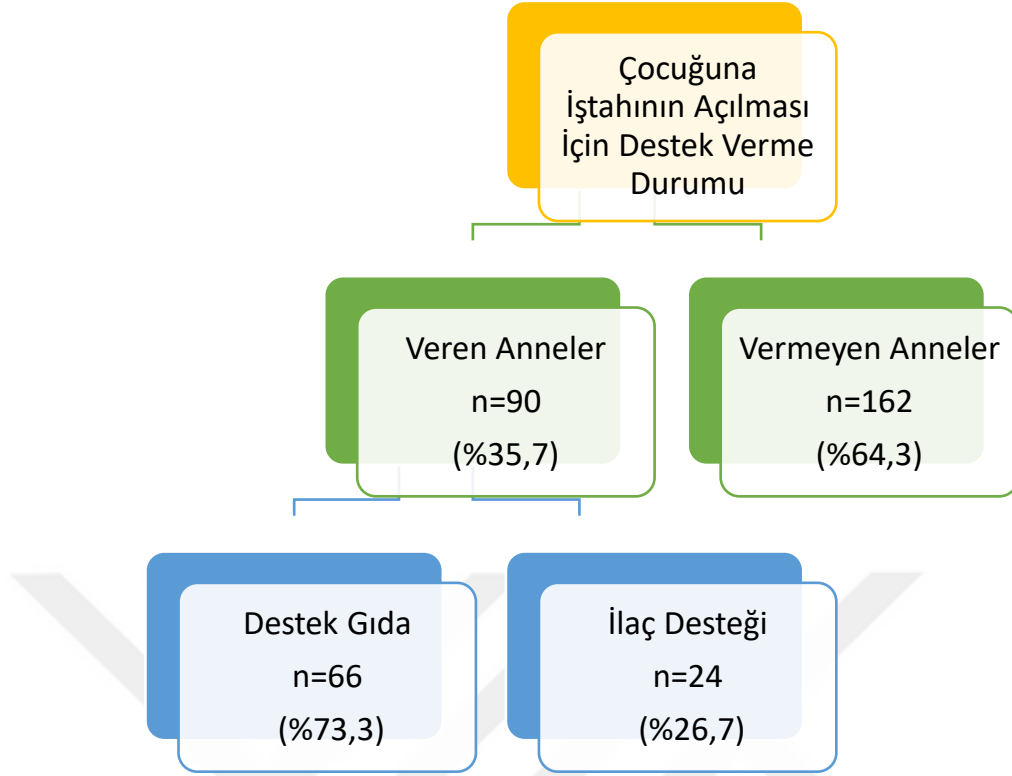 Çocuğuna
İştahının Açılması
İçin Destek Verme
Durumu
Veren Anneler
n=90
(%35,7)
Vermeyen Anneler
n=162
(%64,3)
Destek Gıda
n=66
(%73,3)
İlaç Desteği
n=24
(%26,7)